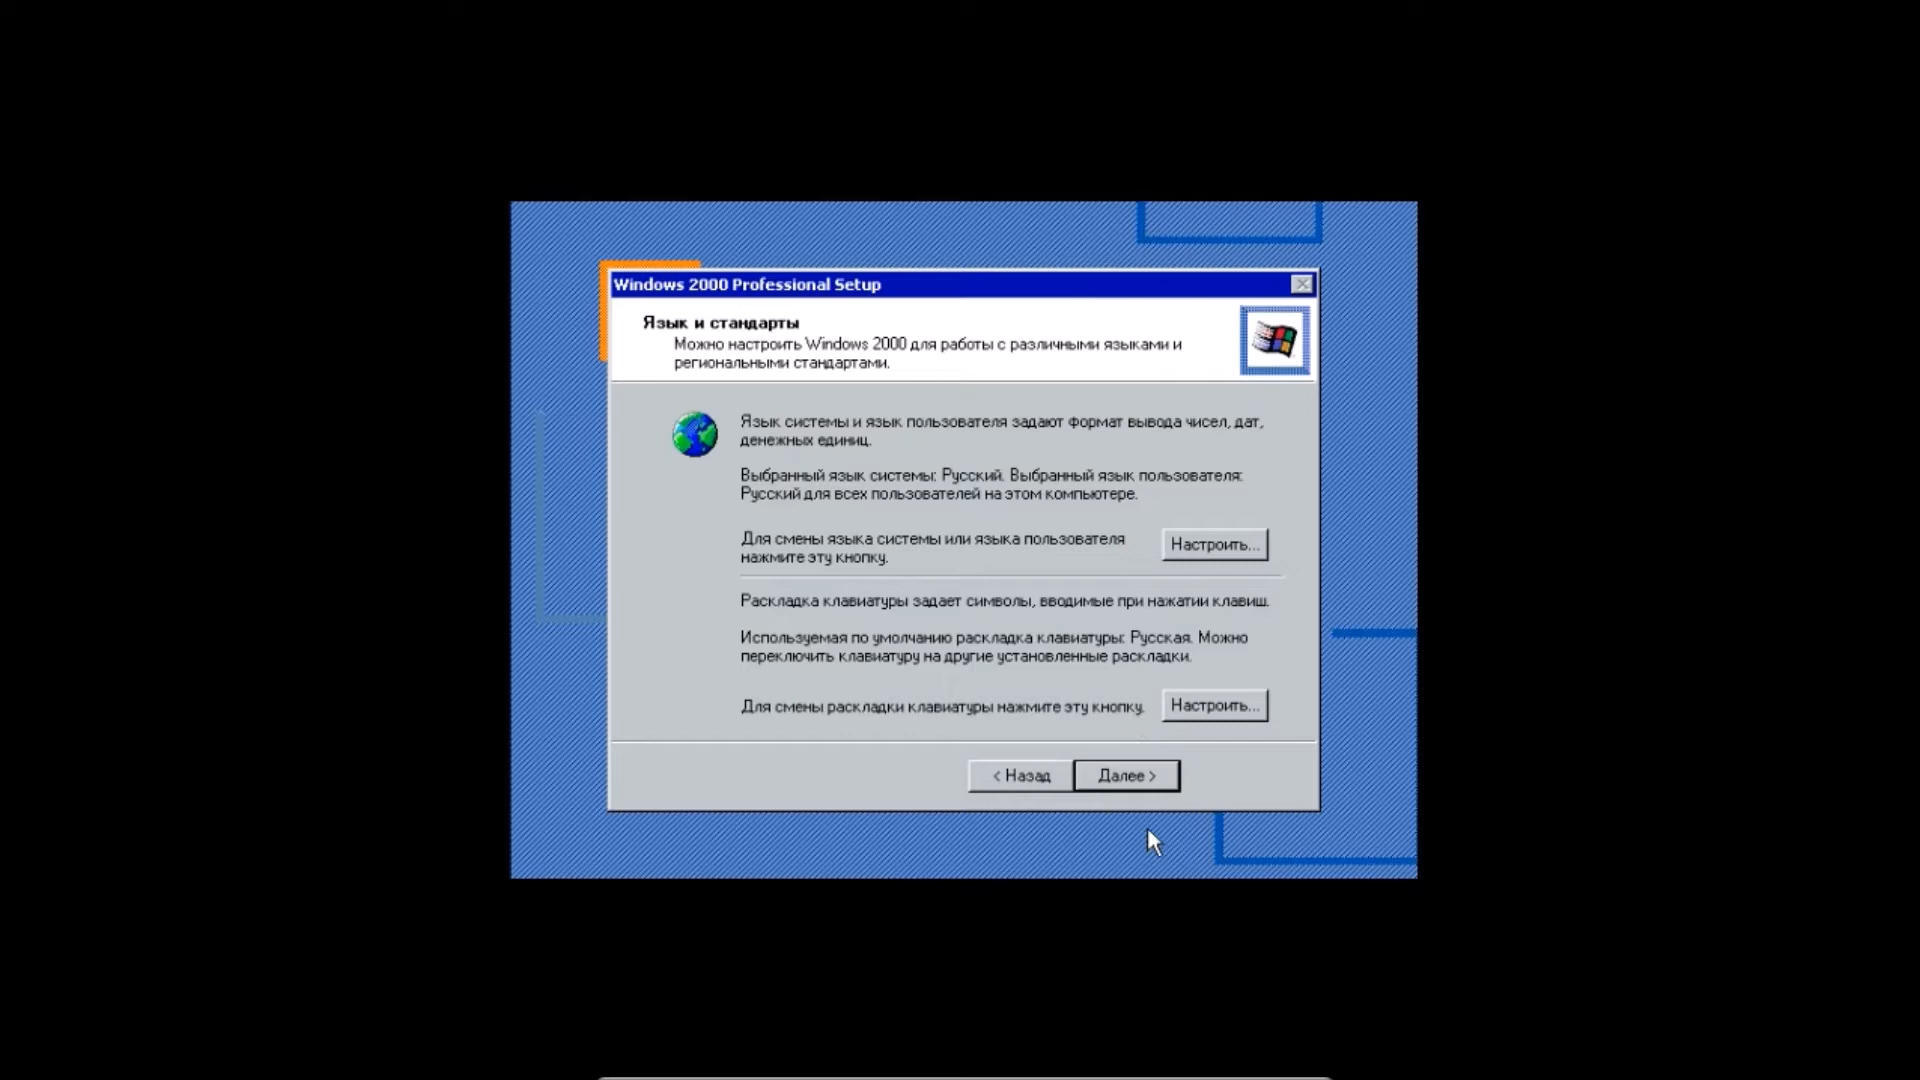 Windows 2000 Professional Setup
Язык и стандарты
Можно настроить Windows 2000 для работы с различными языками и
региональными стандартами.
Язык системы и язык пользователя задают формат вывода чисел, дат,
денежных единиц.
Выбранный язык системы: Русский. Выбранный язык пользователя:
Русский для всех пользователей на этом компьютере.
Для смены языка системы или языка пользователя
нажмите эту кнопку.
Настроить...
Раскладка клавиатуры задает символы, вводимые при нажатии клавиш.
Используемая по умолчанию раскладка клавиатуры: Русская. Можно
переключить клавиатуру на другие установленные раскладки.
Для смены раскладки клавиатуры нажмите эту кнопку.
Настроить...
< Назад
Далее >